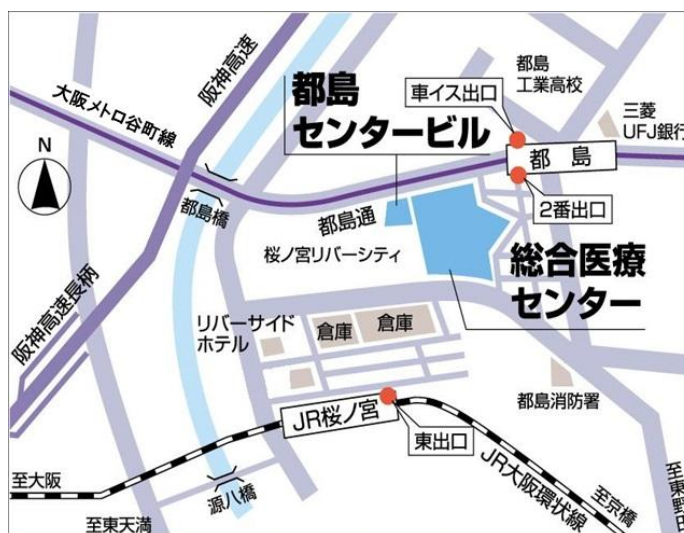 大阪メトロ谷町線
阪神高速
都島
センタービル
車イス出口
都島
工業高校
三菱
UFJ銀行
N
都島
2番出口
都島橋
都島通
桜ノ宮リバーシティ
総合医療
センター
阪神高速長柄
リバーサイド
ホテル
倉庫
倉庫
都島消防署
JR桜ノ宮
東出口
JR大阪環状線
至大阪
源八橋
至東天満
至京橋
至東野田